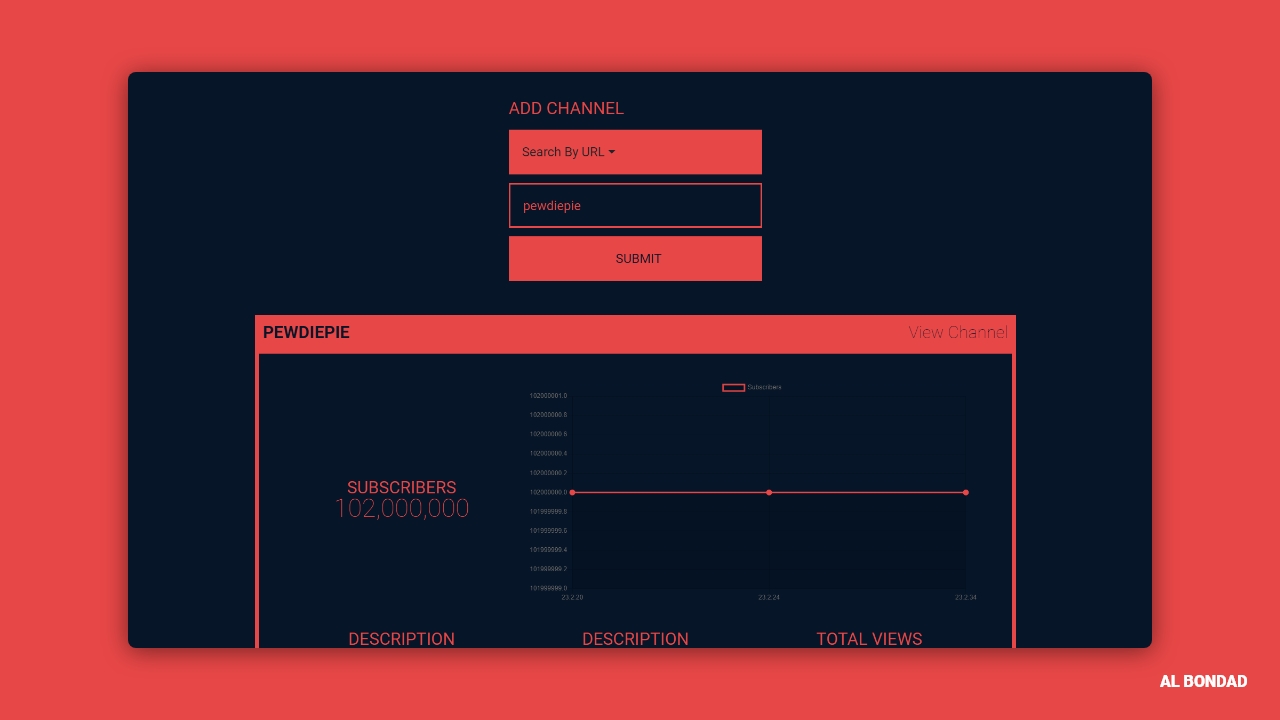 ADD CHANNEL
Search By URL
pewdiepie
SUBMIT
PEWDIEPIE
View Channel
Subscribers
102000001.0
102000000.8
102000000.6
102000000.4
102000000.2
102000000.0
101999999.8
101999999.6
101999999.4
101999999.2
101999999.0
23:2:20
23:2:24
23:2:34
SUBSCRIBERS
102,000,000
DESCRIPTION
DESCRIPTION
TOTAL VIEWS
AL BONDAD